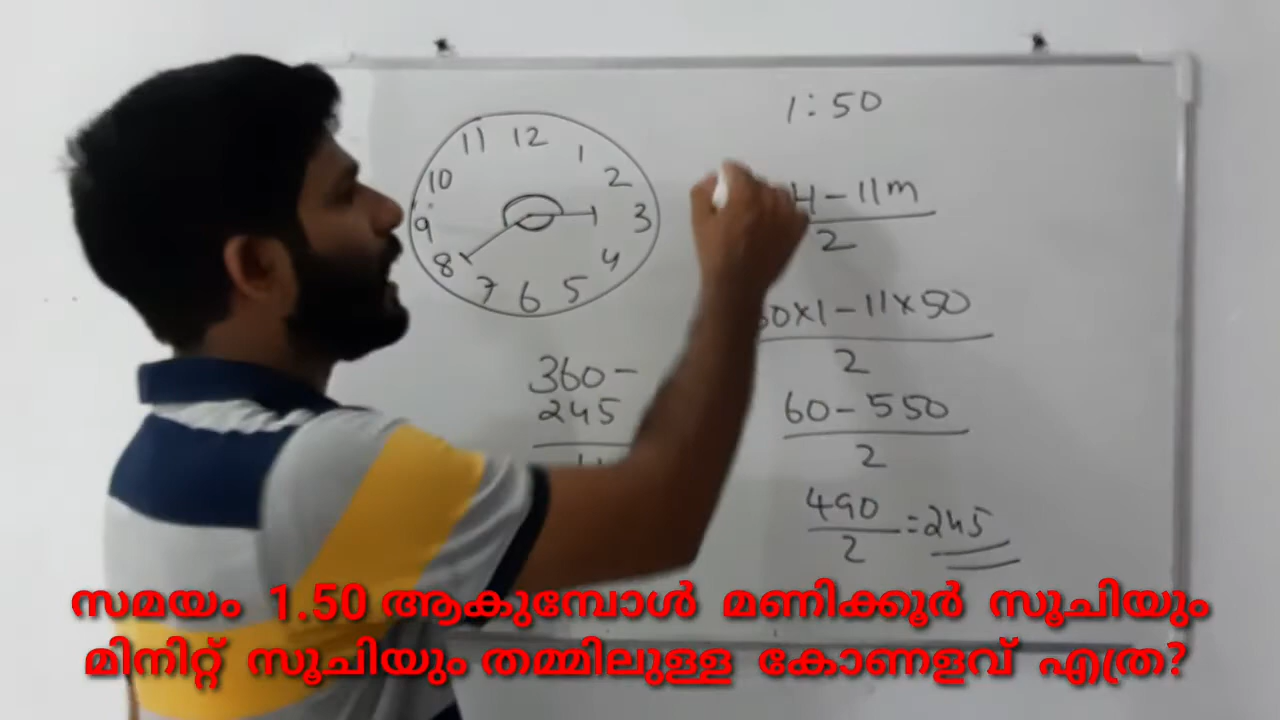 11 12 1
10 2
9 3
8 4
7 6 5
1:50
H - 11m
2
0x1 - 11x50
2
360 -
245
60 - 550
2
490
2
= 245
സമയം 1.50 ആകുമ്പോൾ മണിക്കൂർ സൂചിയും
മിനിറ്റ് സൂചിയും തമ്മിലുള്ള കോണളവ് എത്ര?